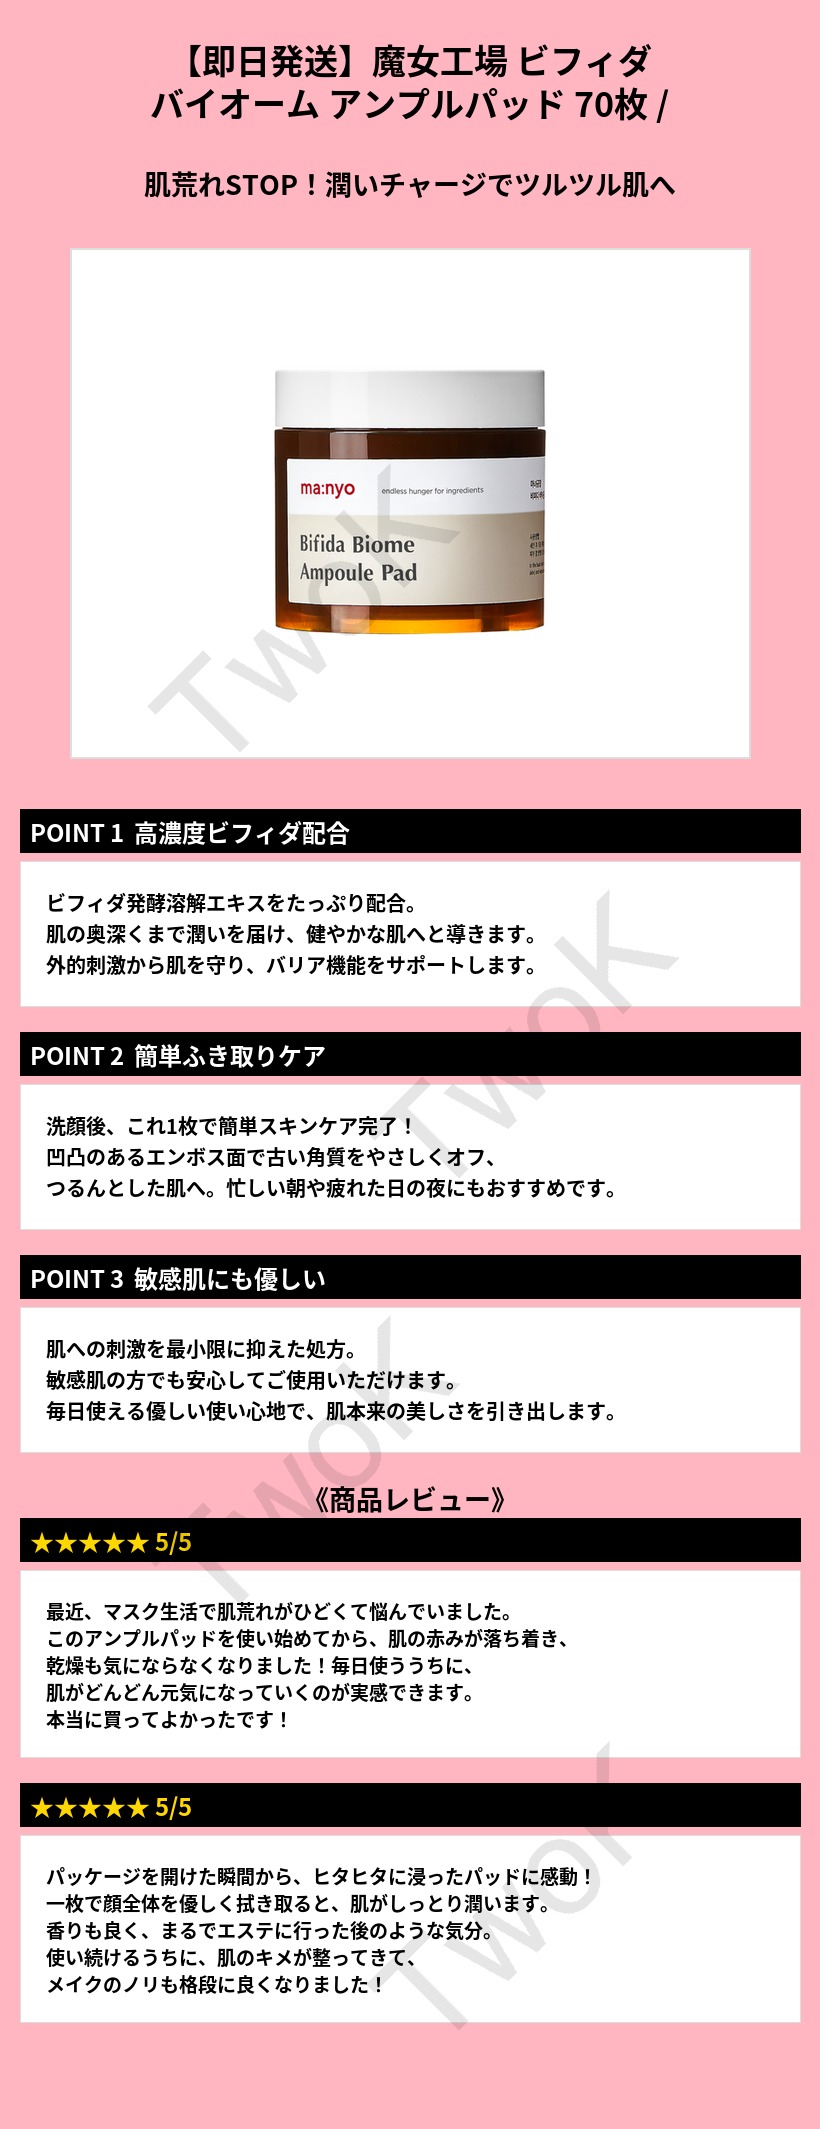 【即日発送】魔女工場 ビフィダ
バイオーム アンプルパッド 70枚 /
肌荒れSTOP！潤いチャージでツルツル肌へ
ma:nyo
endless hunger for ingredients
Bifida Biome
Ampoule Pad
TwoK
POINT 1 高濃度ビフィダ配合
ビフィダ発酵溶解エキスをたっぷり配合。
肌の奥深くまで潤いを届け、健やかな肌へと導きます。
外的刺激から肌を守り、バリア機能をサポートします。
TwoK
POINT 2 簡単ふき取りケア
洗顔後、これ1枚で簡単スキンケア完了！
凹凸のあるエンボス面で古い角質をやさしくオフ、
つるんとした肌へ。忙しい朝や疲れた日の夜にもおすすめです。
POINT 3 敏感肌にも優しい
肌への刺激を最小限に抑えた処方。
敏感肌の方でも安心してご使用いただけます。
毎日使える優しい使い心地で、肌本来の美しさを引き出します。
TwoK
《商品レビュー》
★★★★★ 5/5
最近、マスク生活で肌荒れがひどくて悩んでいました。
このアンプルパッドを使い始めてから、肌の赤みが落ち着き、
乾燥も気にならなくなりました！毎日使ううちに、
肌がどんどん元気になっていくのが実感できます。
本当に買ってよかったです！
★★★★★ 5/5
パッケージを開けた瞬間から、ヒタヒタに浸ったパッドに感動！
一枚で顔全体を優しく拭き取ると、肌がしっとり潤います。
香りも良く、まるでエステに行った後のような気分。
使い続けるうちに、肌のキメが整ってきて、
メイクのノリも格段に良くなりました！
TwoK